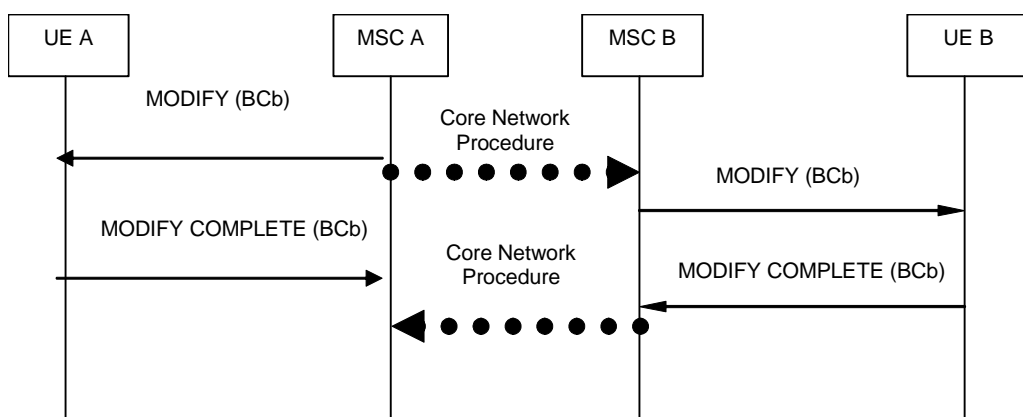 UE A
MSC A
MSC B
UE B
MODIFY (BCb)
Core Network
Procedure
MODIFY (BCb)
MODIFY COMPLETE (BCb)
Core Network
Procedure
MODIFY COMPLETE (BCb)